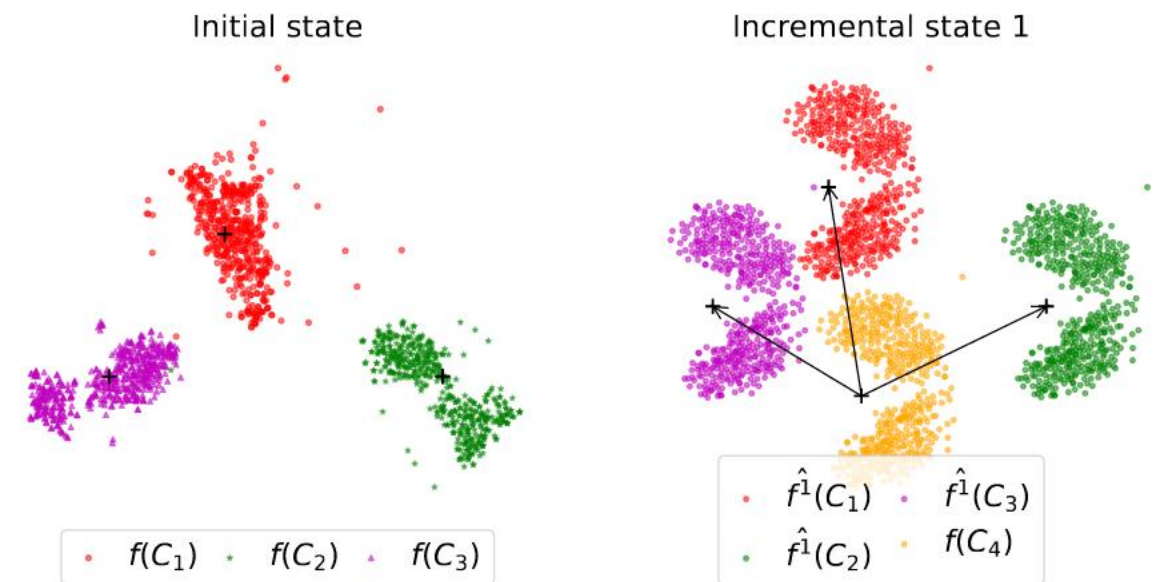 Initial state
f(C₁) f(C₂) f(C₃)
Incremental state 1
f̂¹(C₁) f̂¹(C₃)
f̂¹(C₂) f(C₄)